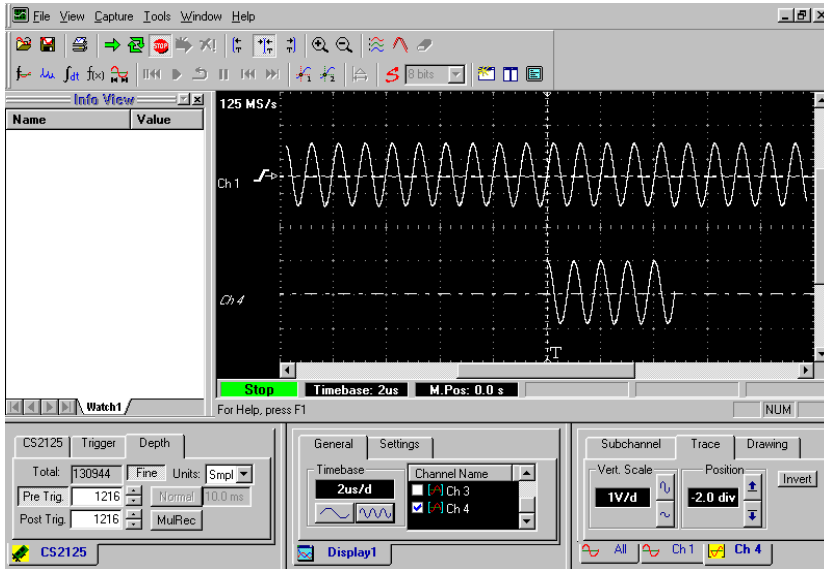 File View Capture Tools Window Help
8 bits
Info View
Name Value
125 MS/s
Ch 1
Ch 4
T
Stop Timebase: 2us M.Pos: 0.0 s
Watch1
For Help, press F1
NUM
CS2125 Trigger Depth
Total: 130944 Fine Units: Smpl
Pre Trig. 1216 Normal 10.0 ms
Post Trig. 1216 MulRec
CS2125
General Settings
Timebase
2us/d
Channel Name
Ch 3
Ch 4
Display1
Subchannel Trace Drawing
Vert. Scale Position
1V/d -2.0 div
Invert
All Ch 1 Ch 4